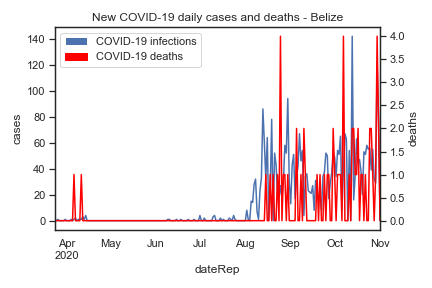 New COVID-19 daily cases and deaths - Belize
COVID-19 infections
COVID-19 deaths
140
120
100
80
60
40
20
0
cases
4.0
3.5
3.0
2.5
2.0
1.5
1.0
0.5
0.0
deaths
Apr May Jun Jul Aug Sep Oct Nov
2020
dateRep